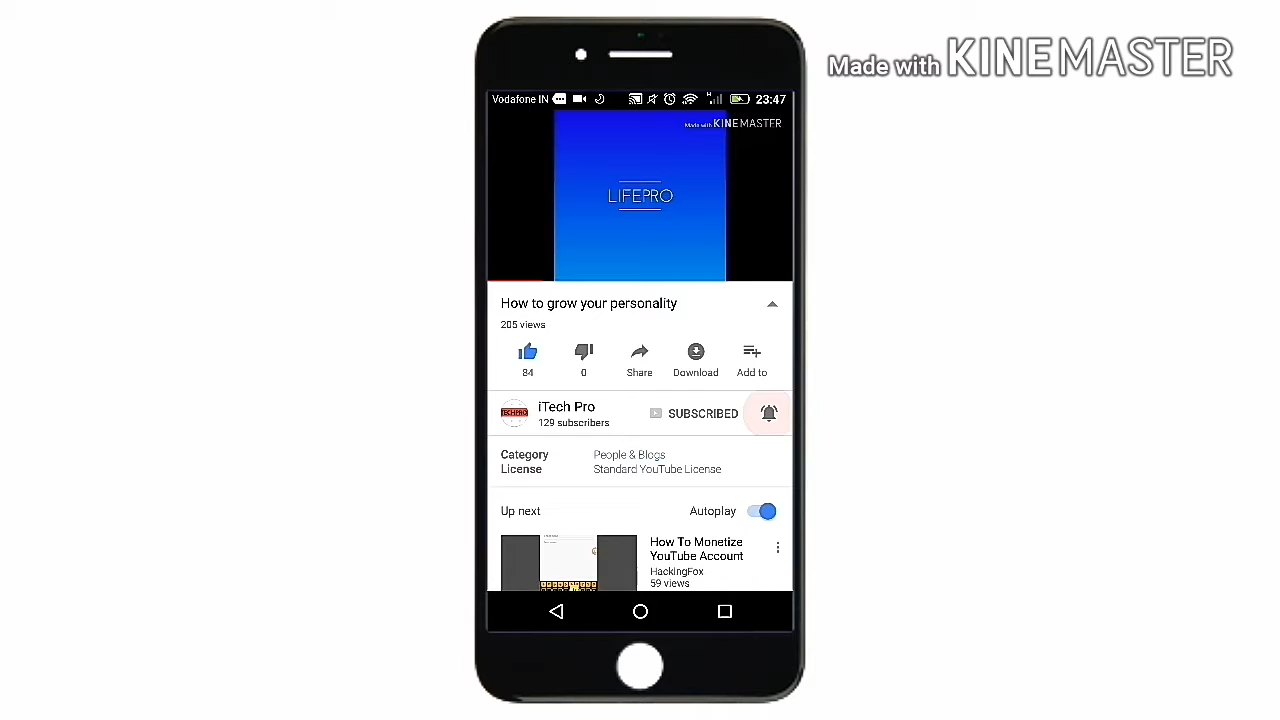 Made with KINEMASTER
Vodafone IN 23:47
Made with KINEMASTER
LIFEPRO
How to grow your personality
205 views
84 0 Share Download Add to
TECHPRO iTech Pro SUBSCRIBED
129 subscribers
Category People & Blogs
License Standard YouTube License
Up next Autoplay
How To Monetize
YouTube Account
HackingFox
59 views